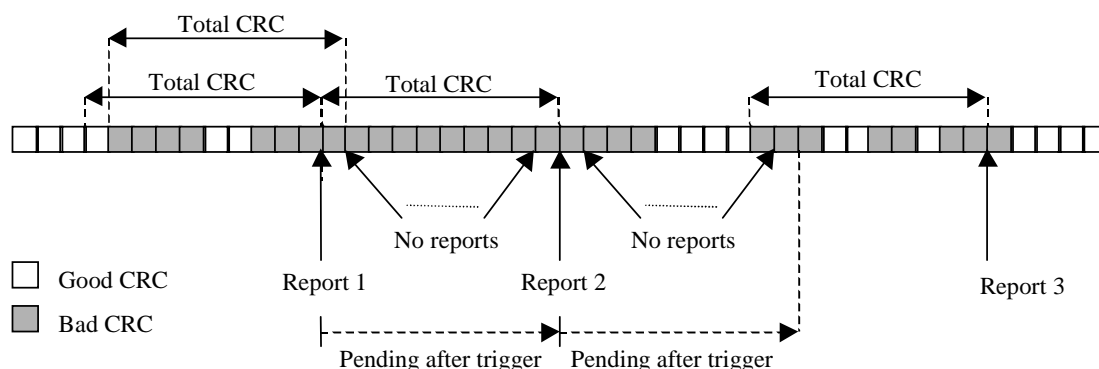 Total CRC
Total CRC
Total CRC
Total CRC
No reports
No reports
Good CRC
Report 1
Report 2
Report 3
Bad CRC
Pending after trigger
Pending after trigger